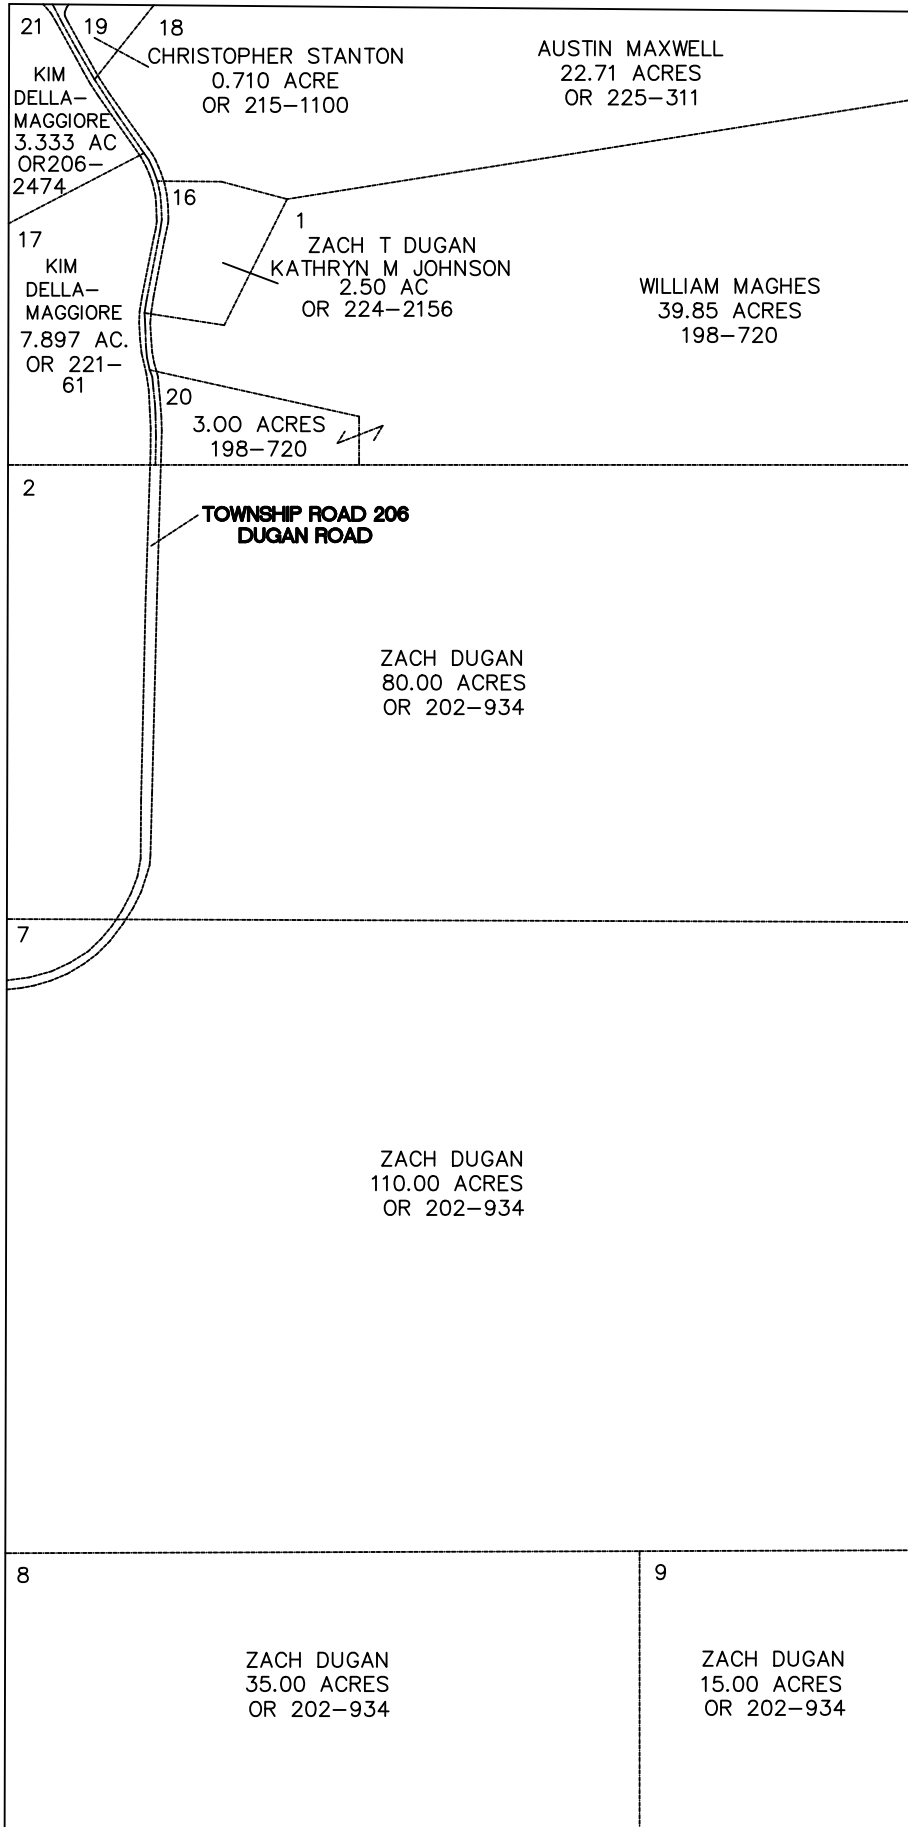 21
19
18
CHRISTOPHER STANTON
0.710 ACRE
OR 215-1100
AUSTIN MAXWELL
22.71 ACRES
OR 225-311
KIM
DELLA-
MAGGIORE
3.333 AC
OR206-
2474
16
1
ZACH T DUGAN
KATHRYN M JOHNSON
2.50 AC
OR 224-2156
WILLIAM MAGHES
39.85 ACRES
198-720
17
KIM
DELLA-
MAGGIORE
7.897 AC.
OR 221-
61
20
3.00 ACRES
198-720
2
TOWNSHIP ROAD 206
DUGAN ROAD
ZACH DUGAN
80.00 ACRES
OR 202-934
7
ZACH DUGAN
110.00 ACRES
OR 202-934
8
ZACH DUGAN
35.00 ACRES
OR 202-934
9
ZACH DUGAN
15.00 ACRES
OR 202-934